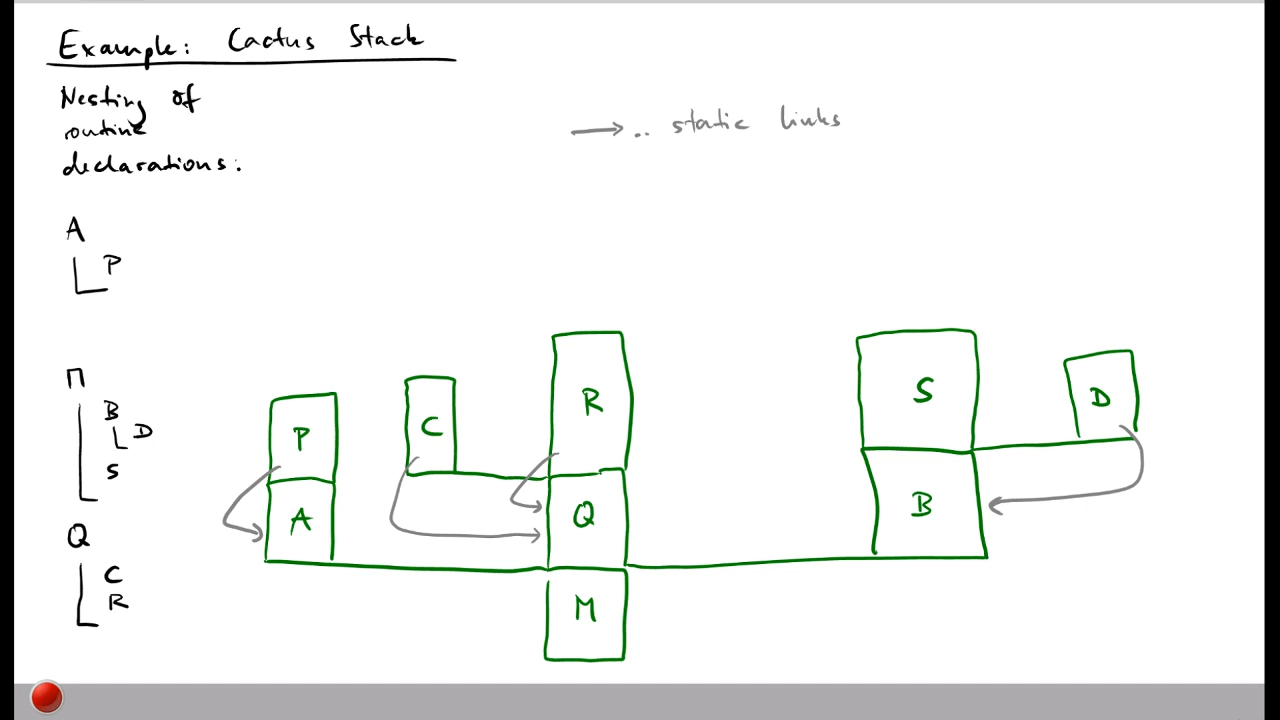 Example: Cactus Stack
Nesting of
routine
declarations:
→ .. static links
A
P
M
B
D
S
Q
C
R
P
A
C
R
Q
M
S
B
D